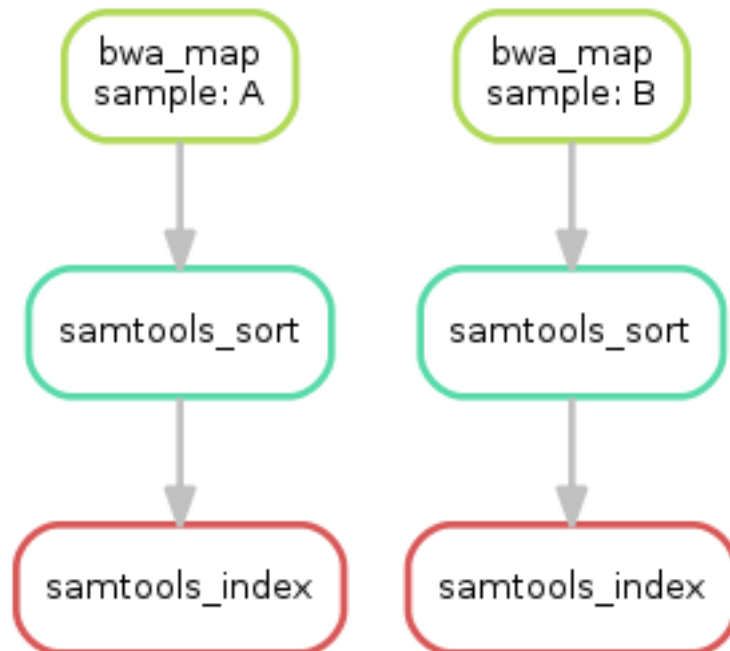 bwa_map
sample: A
bwa_map
sample: B
samtools_sort
samtools_sort
samtools_index
samtools_index